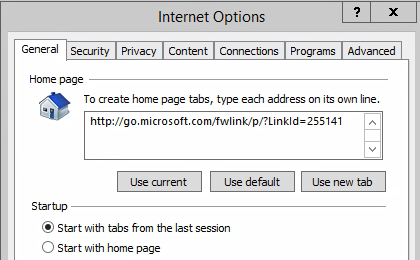 Internet Options
? X
General Security Privacy Content Connections Programs Advanced
Home page
To create home page tabs, type each address on its own line.
http://go.microsoft.com/fwlink/p/?LinkId=255141
Use current Use default Use new tab
Startup
Start with tabs from the last session
Start with home page